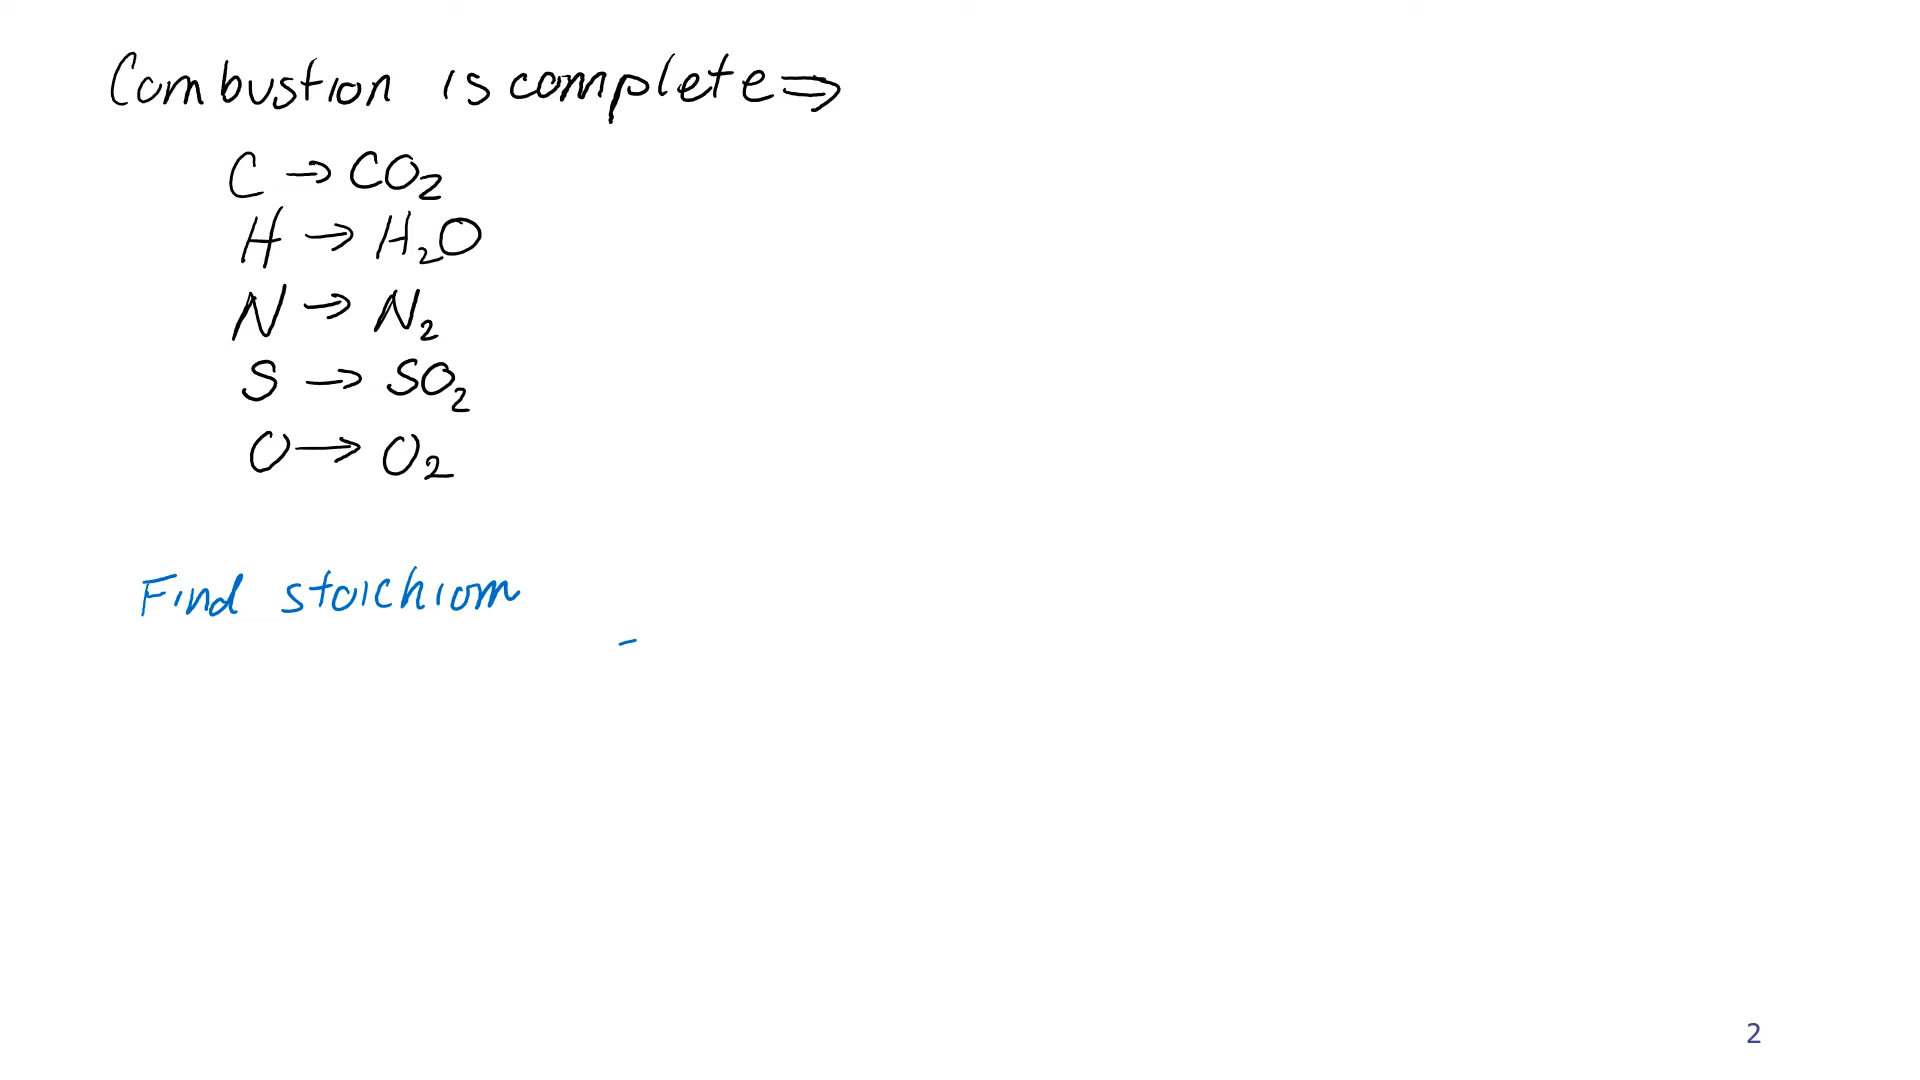 Combustion is complete ⇒
C → CO₂
H → H₂O
N → N₂
S → SO₂
O → O₂
Find stoichiom
2